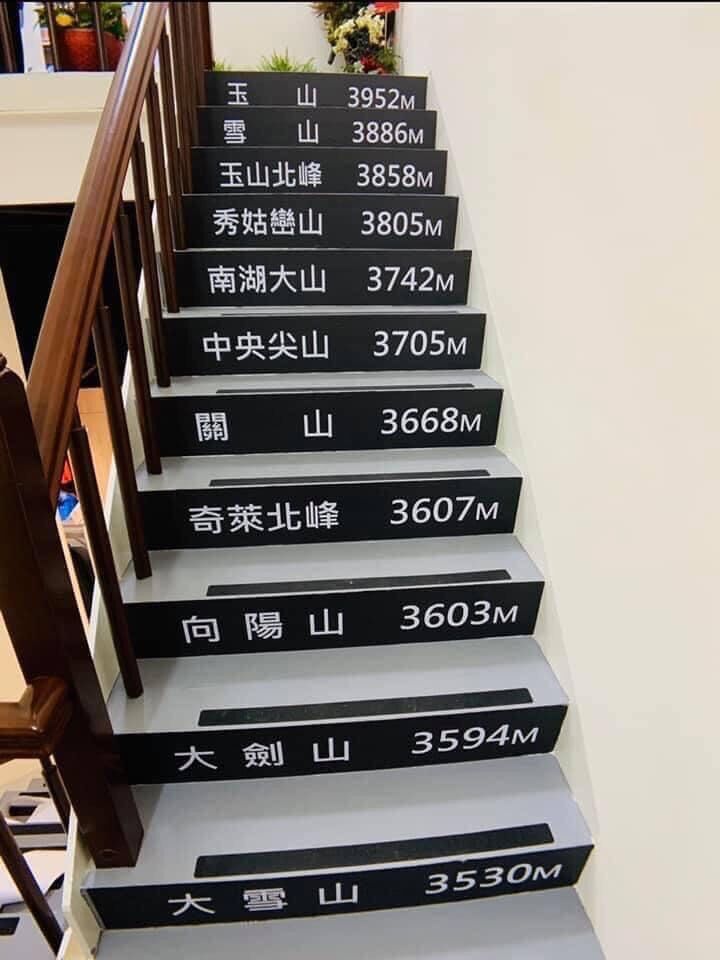 玉 山 3952M
雪 山 3886M
玉山北峰 3858M
秀姑巒山 3805M
南湖大山 3742M
中央尖山 3705M
關 山 3668M
奇萊北峰 3607M
向陽山 3603M
大劍山 3594M
大雪山 3530M